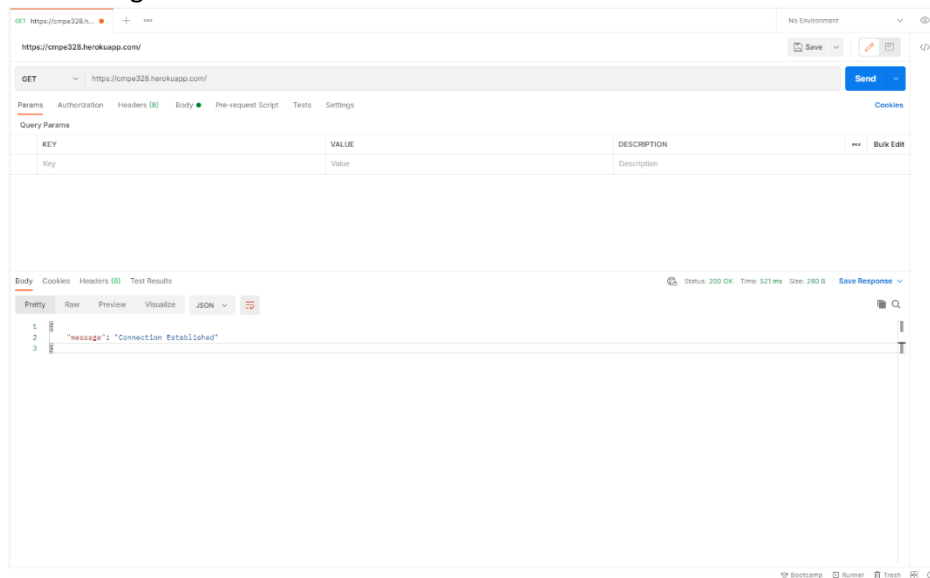 GET https://cmpe328.h... + ooo No Environment
https://cmpe328.herokuapp.com/ Save
GET https://cmpe328.herokuapp.com/ Send
Params Authorization Headers (8) Body Pre-request Script Tests Settings Cookies
Query Params
KEY VALUE DESCRIPTION ooo Bulk Edit
Key Value Description
Body Cookies Headers (8) Test Results Status: 200 OK Time: 521 ms Size: 280 B Save Response
Pretty Raw Preview Visualize JSON
1 {
2 "message": "Connection Established"
3 }
Bootcamp Runner Trash